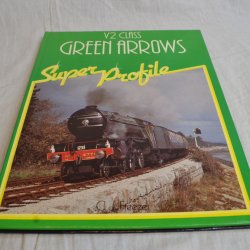 V2 CLASS
GREEN ARROWS
Super Profile